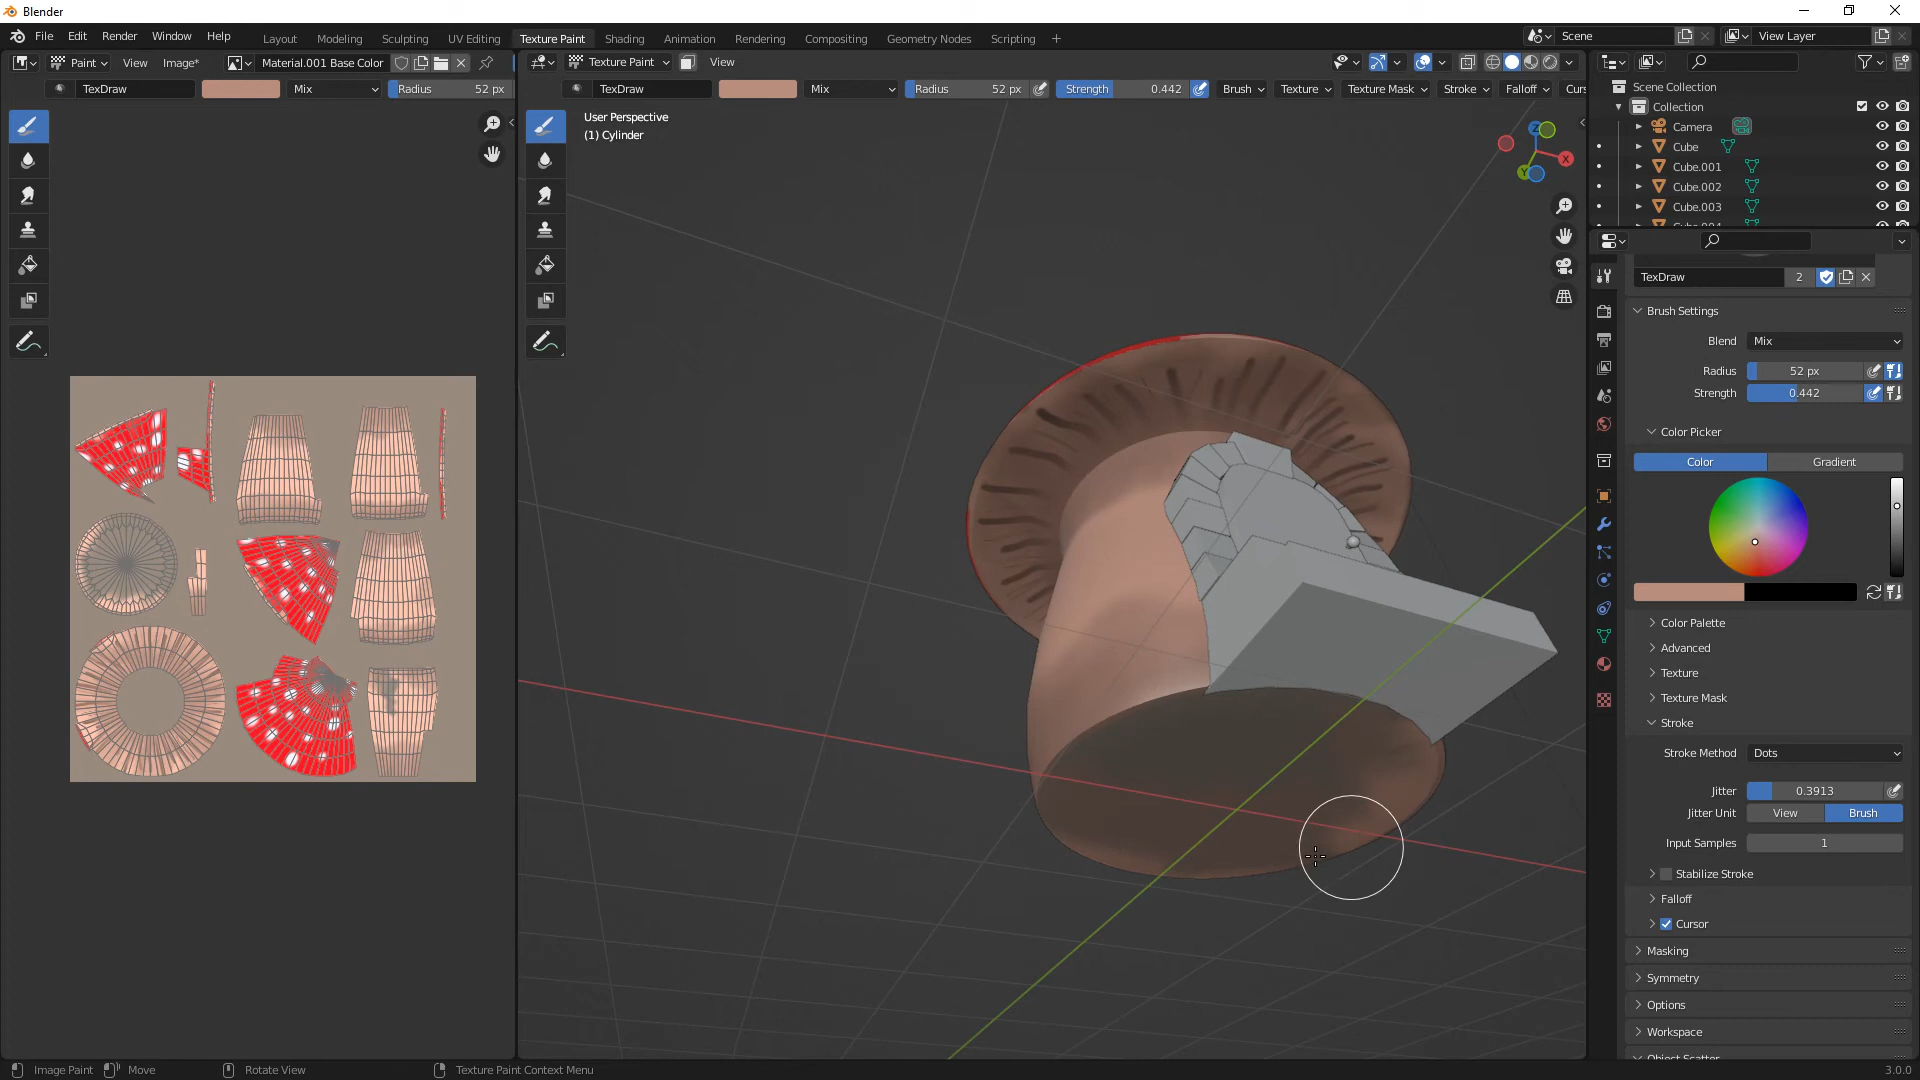 Blender
File Edit Render Window Help Layout Modeling Sculpting UV Editing Texture Paint Shading Animation Rendering Compositing Geometry Nodes Scripting + Scene View Layer
Paint View Image* Material.001 Base Color Texture Paint View
TexDraw Mix Radius 52 px TexDraw Mix Radius 52 px Strength 0.442 Brush Texture Texture Mask Stroke Falloff Curs
User Perspective
(1) Cylinder
Z
X
Y
Scene Collection
Collection
Camera
Cube
Cube.001
Cube.002
Cube.003
Cube.004
TexDraw 2
Brush Settings
Blend Mix
Radius 52 px
Strength 0.442
Color Picker
Color Gradient
Color Palette
Advanced
Texture
Texture Mask
Stroke
Stroke Method Dots
Jitter 0.3913
Jitter Unit View Brush
Input Samples 1
Stabilize Stroke
Falloff
Cursor
Masking
Symmetry
Options
Workspace
Object Scatter
Image Paint Move Rotate View Texture Paint Context Menu 3.0.0